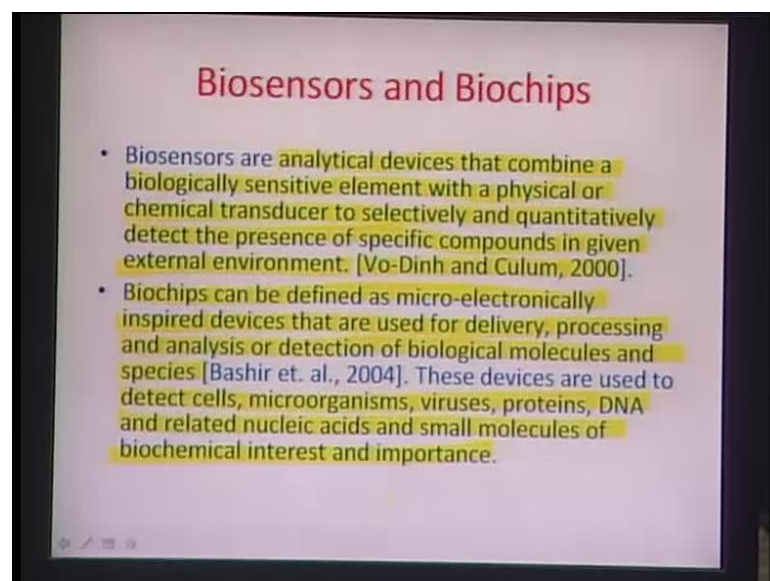 Biosensors and Biochips
• Biosensors are analytical devices that combine a
biologically sensitive element with a physical or
chemical transducer to selectively and quantitatively
detect the presence of specific compounds in given
external environment. [Vo-Dinh and Culum, 2000].
• Biochips can be defined as micro-electronically
inspired devices that are used for delivery, processing
and analysis or detection of biological molecules and
species [Bashir et. al., 2004]. These devices are used to
detect cells, microorganisms, viruses, proteins, DNA
and related nucleic acids and small molecules of
biochemical interest and importance.